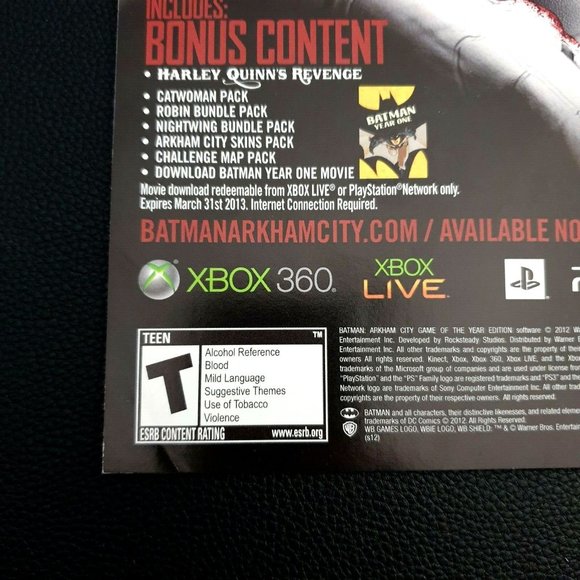 INCLUDES:
BONUS CONTENT
• HARLEY QUINN'S REVENGE
• CATWOMAN PACK
• ROBIN BUNDLE PACK
• NIGHTWING BUNDLE PACK
• ARKHAM CITY SKINS PACK
• CHALLENGE MAP PACK
• DOWNLOAD BATMAN YEAR ONE MOVIE
BATMAN
YEAR ONE
Movie download redeemable from XBOX LIVE® or PlayStation®Network only.
Expires March 31st 2013. Internet Connection Required.
BATMANARKHAMCITY.COM / AVAILABLE NO
XBOX 360.
XBOX
LIVE
TEEN
TM
T
Alcohol Reference
Blood
Mild Language
Suggestive Themes
Use of Tobacco
Violence
ESRB CONTENT RATING
www.esrb.org
BATMAN: ARKHAM CITY GAME OF THE YEAR EDITION software © 2012 Wa
Entertainment Inc. Developed by Rocksteady Studios. Distributed by Warner
Entertainment Inc. All other trademarks and copyrights are the property of the
owners All rights reserved. Kinect, Xbox, Xbox 360, Xbox Live, and the Xbo
trademarks of the Microsoft group of companies and are used under license from
"PlayStation" and the "PS" Family logo are registered trademarks and "PS3" and the
Network logo are trademarks of Sony Computer Entertainment Inc. All other
copyrights are the property of their respective owners. All rights reserved.
BATMAN and all characters, their distinctive likenesses, and related elemen
trademarks of DC Comics © 2012. All Rights Reserved.
WB GAMES LOGO, WBIE LOGO, WB SHIELD: ™ & © Warner Bros. Entertainme
(s12)